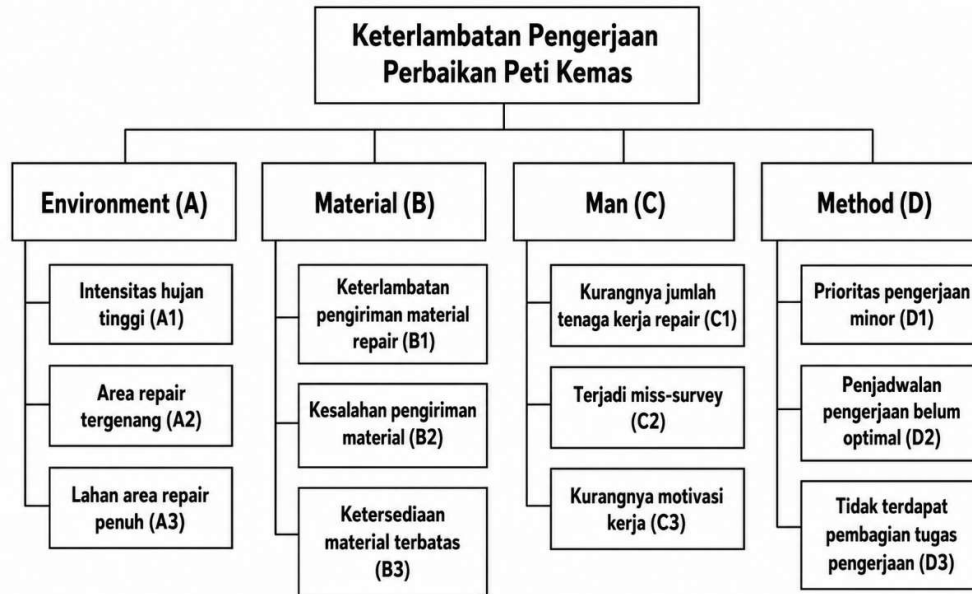 Keterlambatan Pengerjaan
Perbaikan Peti Kemas
Environment (A)
Intensitas hujan
tinggi (A1)
Area repair
tergenang (A2)
Lahan area repair
penuh (A3)
Material (B)
Keterlambatan
pengiriman material
repair (B1)
Kesalahan pengiriman
material (B2)
Ketersediaan
material terbatas
(B3)
Man (C)
Kurangnya jumlah
tenaga kerja repair (C1)
Terjadi miss-survey
(C2)
Kurangnya motivasi
kerja (C3)
Method (D)
Prioritas pengerjaan
minor (D1)
Penjadwalan
pengerjaan belum
optimal (D2)
Tidak terdapat
pembagian tugas
pengerjaan (D3)